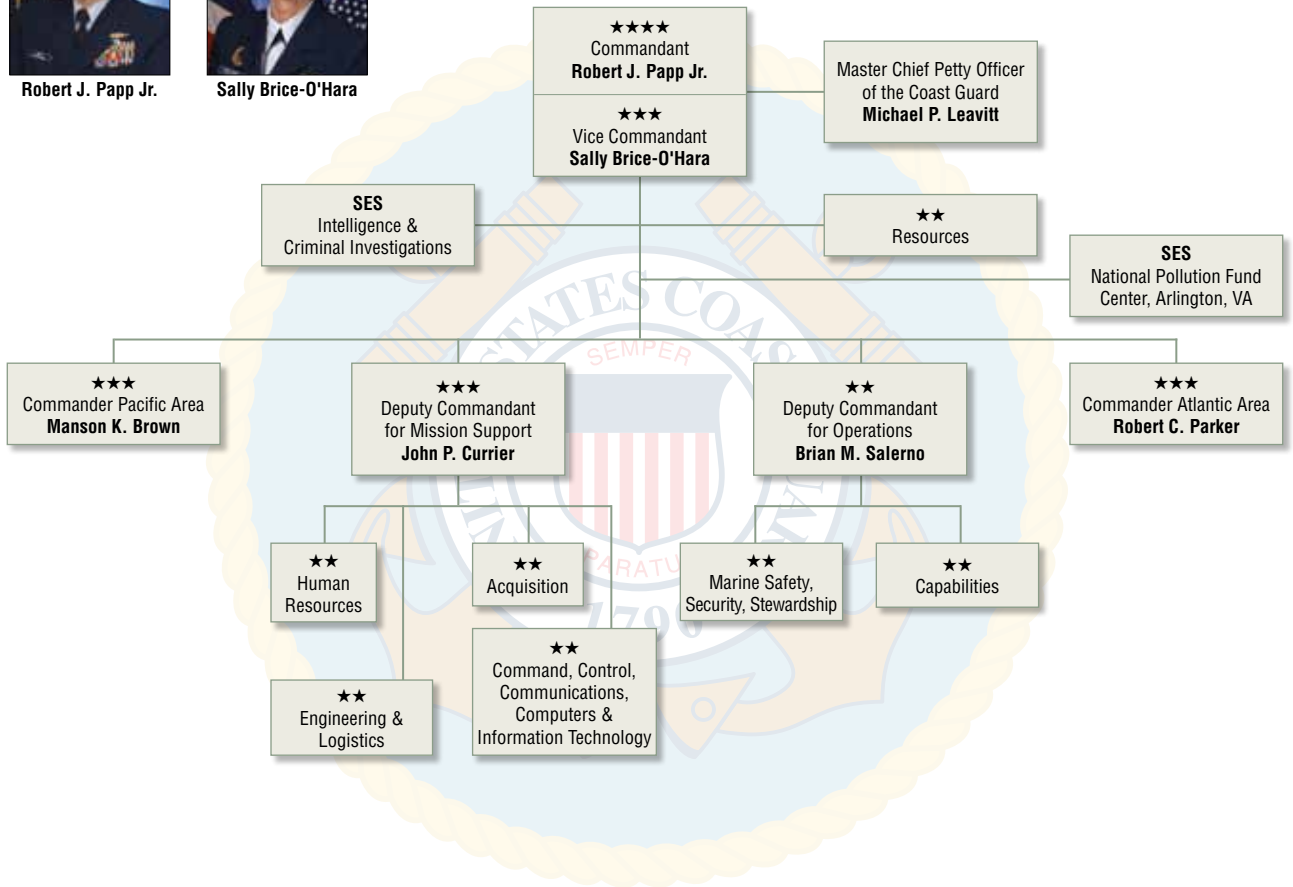 Robert J. Papp Jr.
Sally Brice-O'Hara
★★★★
Commandant
Robert J. Papp Jr.
★★★
Vice Commandant
Sally Brice-O'Hara
Master Chief Petty Officer
of the Coast Guard
Michael P. Leavitt
SES
Intelligence &
Criminal Investigations
★★
Resources
SES
National Pollution Fund
Center, Arlington, VA
★★★
Commander Pacific Area
Manson K. Brown
★★★
Deputy Commandant
for Mission Support
John P. Currier
★★
Deputy Commandant
for Operations
Brian M. Salerno
★★★
Commander Atlantic Area
Robert C. Parker
★★
Human
Resources
★★
Engineering &
Logistics
★★
Acquisition
★★
Command, Control,
Communications,
Computers &
Information Technology
★★
Marine Safety,
Security, Stewardship
★★
Capabilities
SEMPER
1790